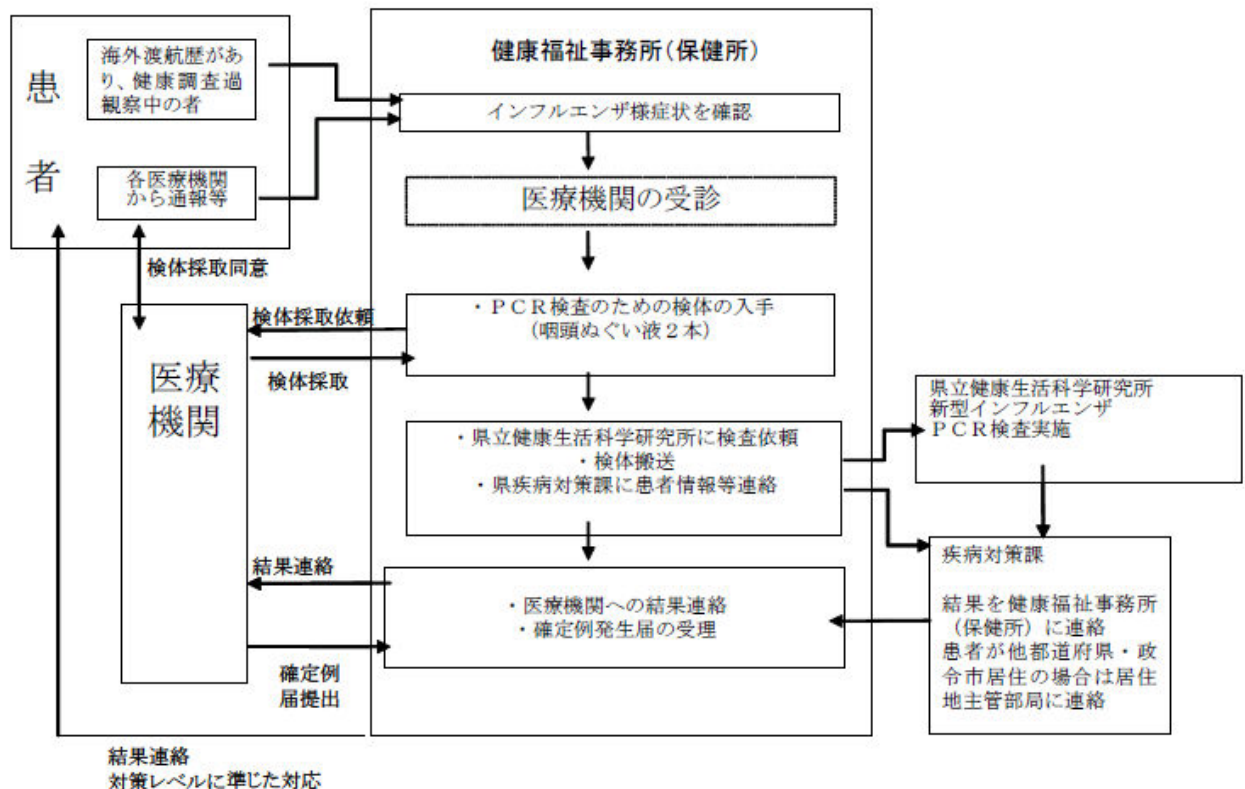 患者
海外渡航歴があ
り、健康調査過
観察中の者
各医療機関
から通報等
検体採取同意
健康福祉事務所（保健所）
インフルエンザ様症状を確認
医療機関の受診
・ＰＣＲ検査のための検体の入手
（咽頭ぬぐい液２本）
検体採取依頼
検体採取
医療
機関
・県立健康生活科学研究所に検査依頼
・検体搬送
・県疾病対策課に患者情報等連絡
県立健康生活科学研究所
新型インフルエンザ
ＰＣＲ検査実施
疾病対策課
結果を健康福祉事務所
（保健所）に連絡
患者が他都道府県・政
令市居住の場合は居住
地主管部局に連絡
結果連絡
・医療機関への結果連絡
・確定例発生届の受理
確定例
届提出
結果連絡
対策レベルに準じた対応